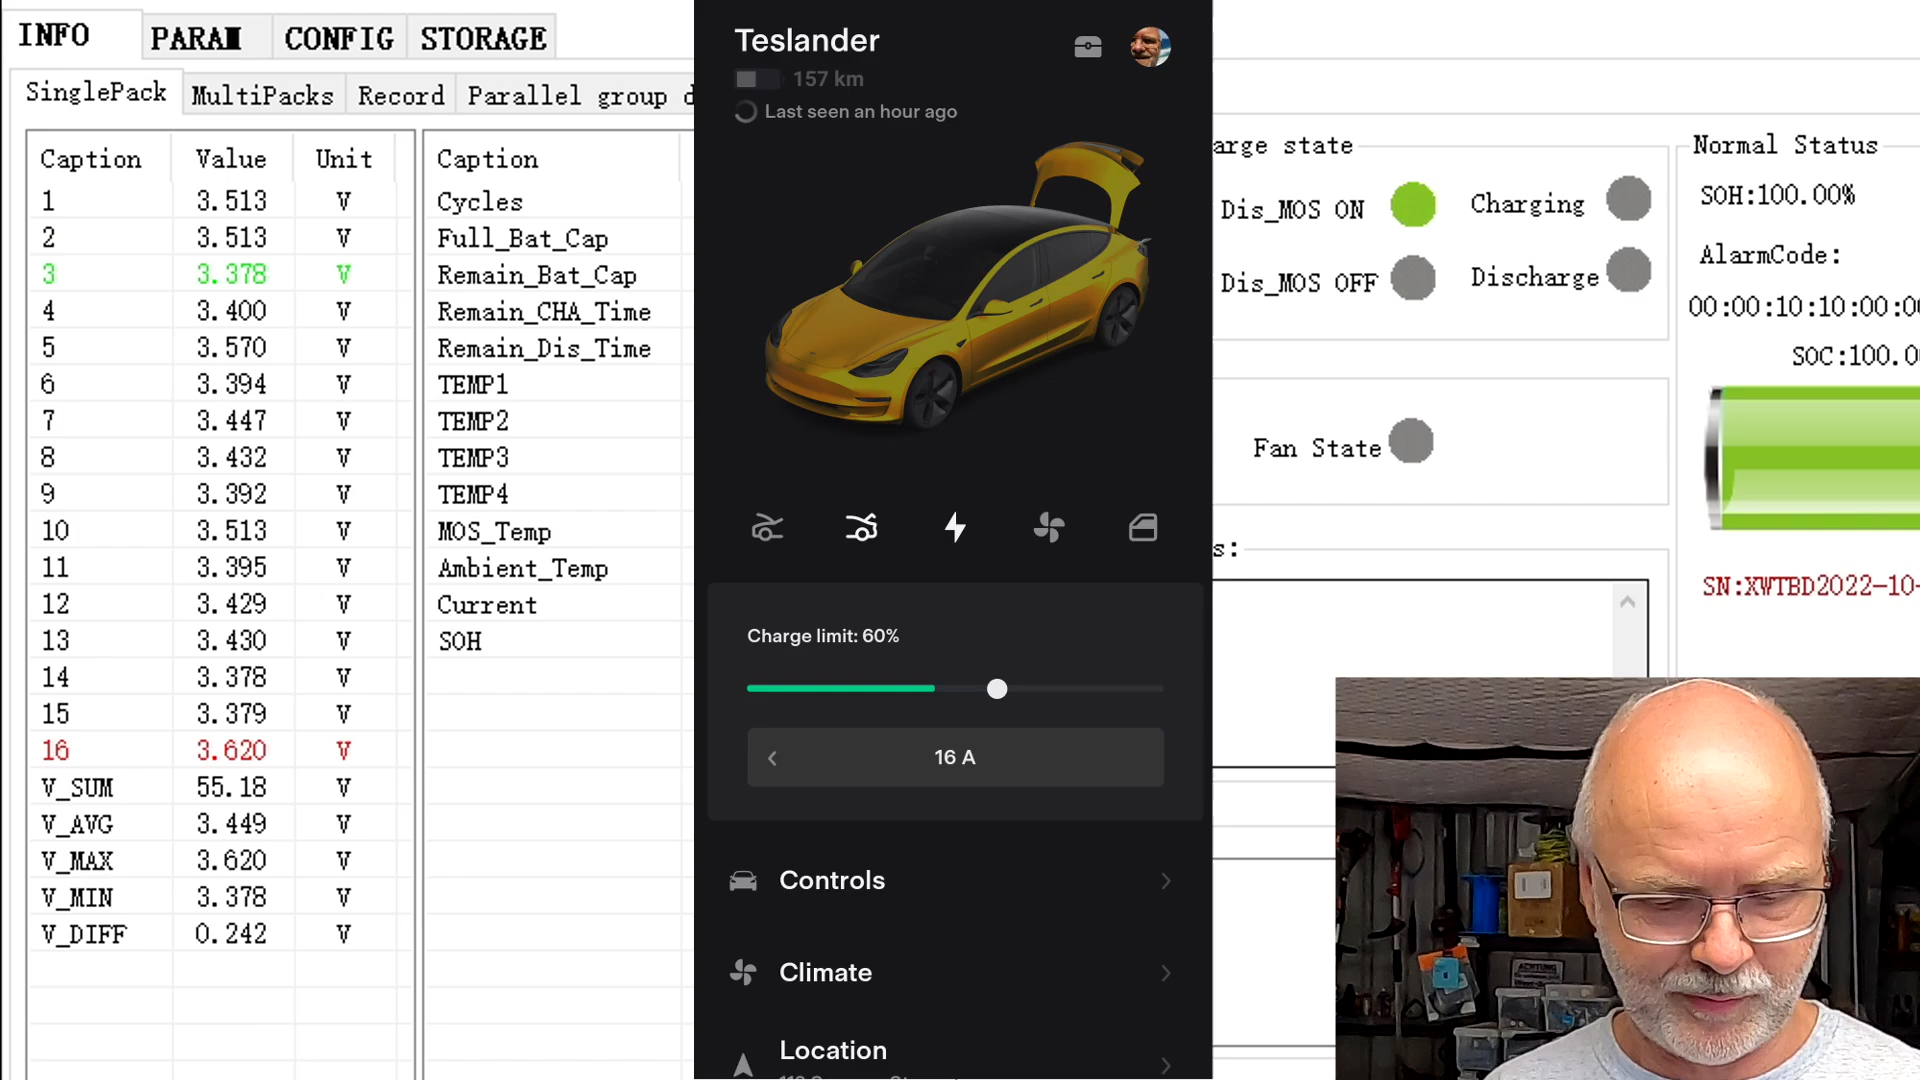 INFO PARAM CONFIG STORAGE
SinglePack MultiPacks Record Parallel group d
Caption Value Unit
1 3.513 V
2 3.513 V
3 3.378 V
4 3.400 V
5 3.570 V
6 3.394 V
7 3.447 V
8 3.432 V
9 3.392 V
10 3.513 V
11 3.395 V
12 3.429 V
13 3.430 V
14 3.378 V
15 3.379 V
16 3.620 V
V_SUM 55.18 V
V_AVG 3.449 V
V_MAX 3.620 V
V_MIN 3.378 V
V_DIFF 0.242 V
Caption
Cycles
Full_Bat_Cap
Remain_Bat_Cap
Remain_CHA_Time
Remain_Dis_Time
TEMP1
TEMP2
TEMP3
TEMP4
MOS_Temp
Ambient_Temp
Current
SOH
Teslander
157 km
Last seen an hour ago
Charge limit: 60%
16 A
Controls
Climate
Location
arge state
Dis_MOS ON Charging
Dis_MOS OFF Discharge
Fan State
s:
Normal Status
SOH:100.00%
AlarmCode:
00:00:10:10:00:00
SOC:100.0
SN:XWTBD2022-10-
ACHTUNG